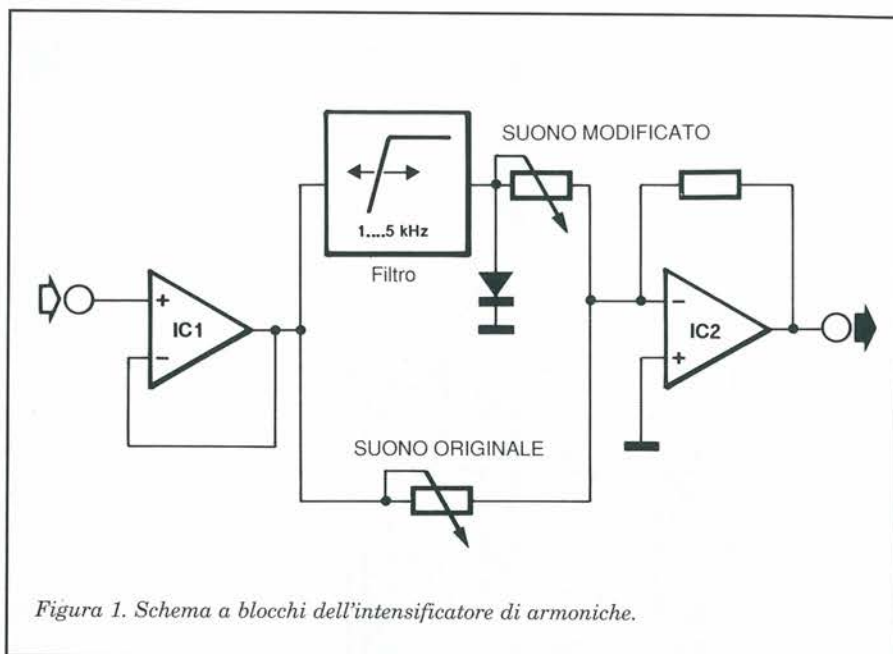 SUONO MODIFICATO
1....5 kHz
Filtro
+
IC1
−
−
IC2
+
SUONO ORIGINALE
Figura 1. Schema a blocchi dell'intensificatore di armoniche.